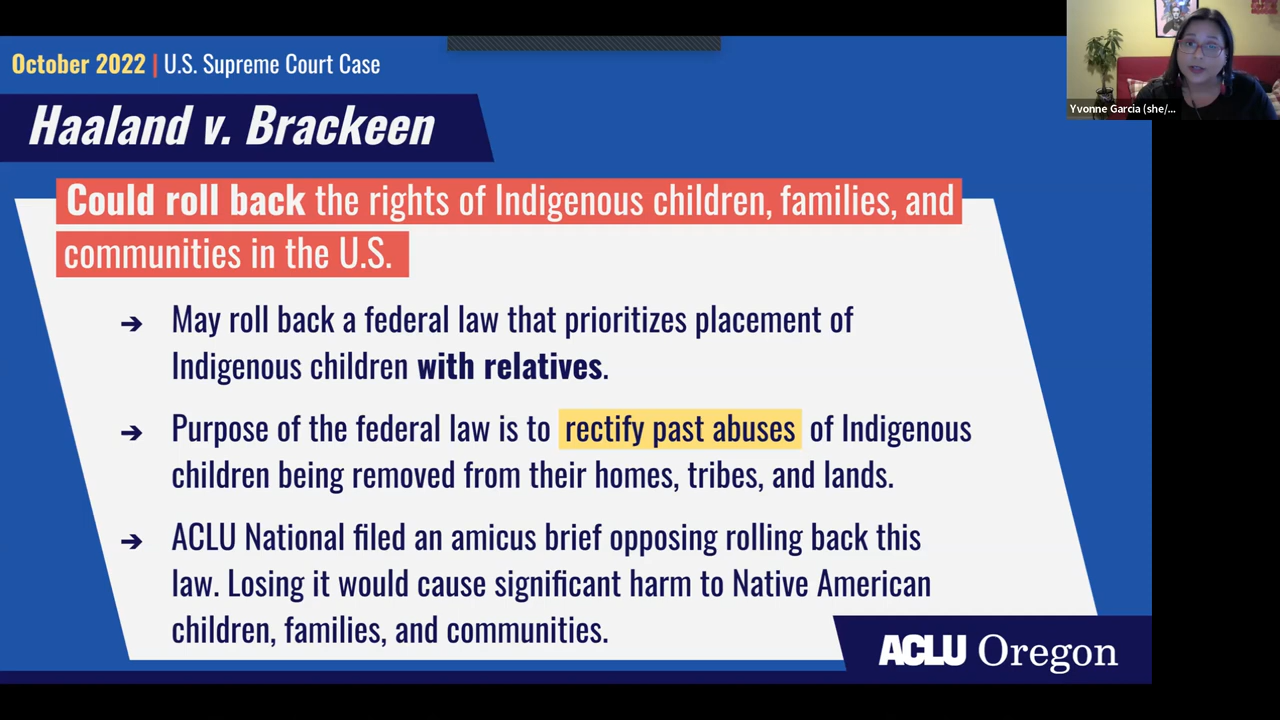 October 2022 | U.S. Supreme Court Case
Yvonne Garcia (she/...
Haaland v. Brackeen
Could roll back the rights of Indigenous children, families, and
communities in the U.S.
➔ May roll back a federal law that prioritizes placement of
Indigenous children with relatives.
➔ Purpose of the federal law is to rectify past abuses of Indigenous
children being removed from their homes, tribes, and lands.
➔ ACLU National filed an amicus brief opposing rolling back this
law. Losing it would cause significant harm to Native American
children, families, and communities.
ACLU Oregon